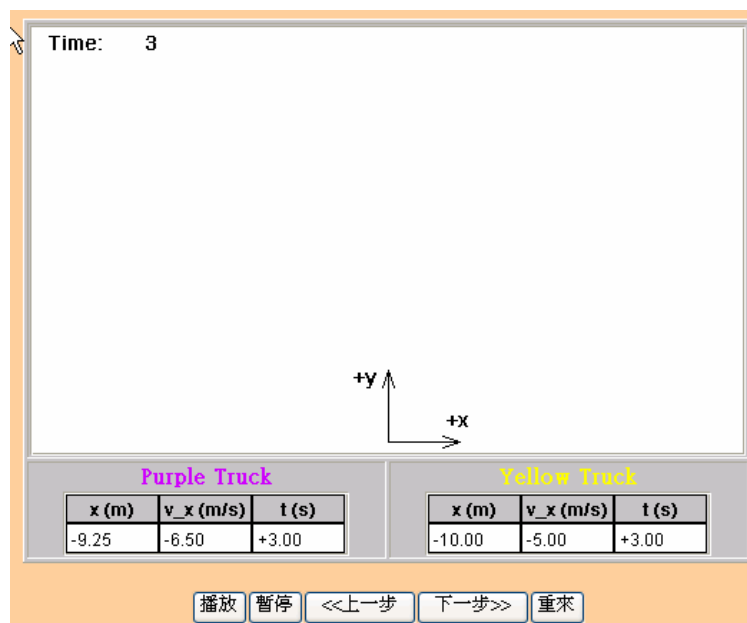 Time: 3
+y
+x
Purple Truck Yellow Truck
x (m) v_x (m/s) t (s) x (m) v_x (m/s) t (s)
-9.25 -6.50 +3.00 -10.00 -5.00 +3.00
播放 暫停 <<上一步 下一步>> 重來